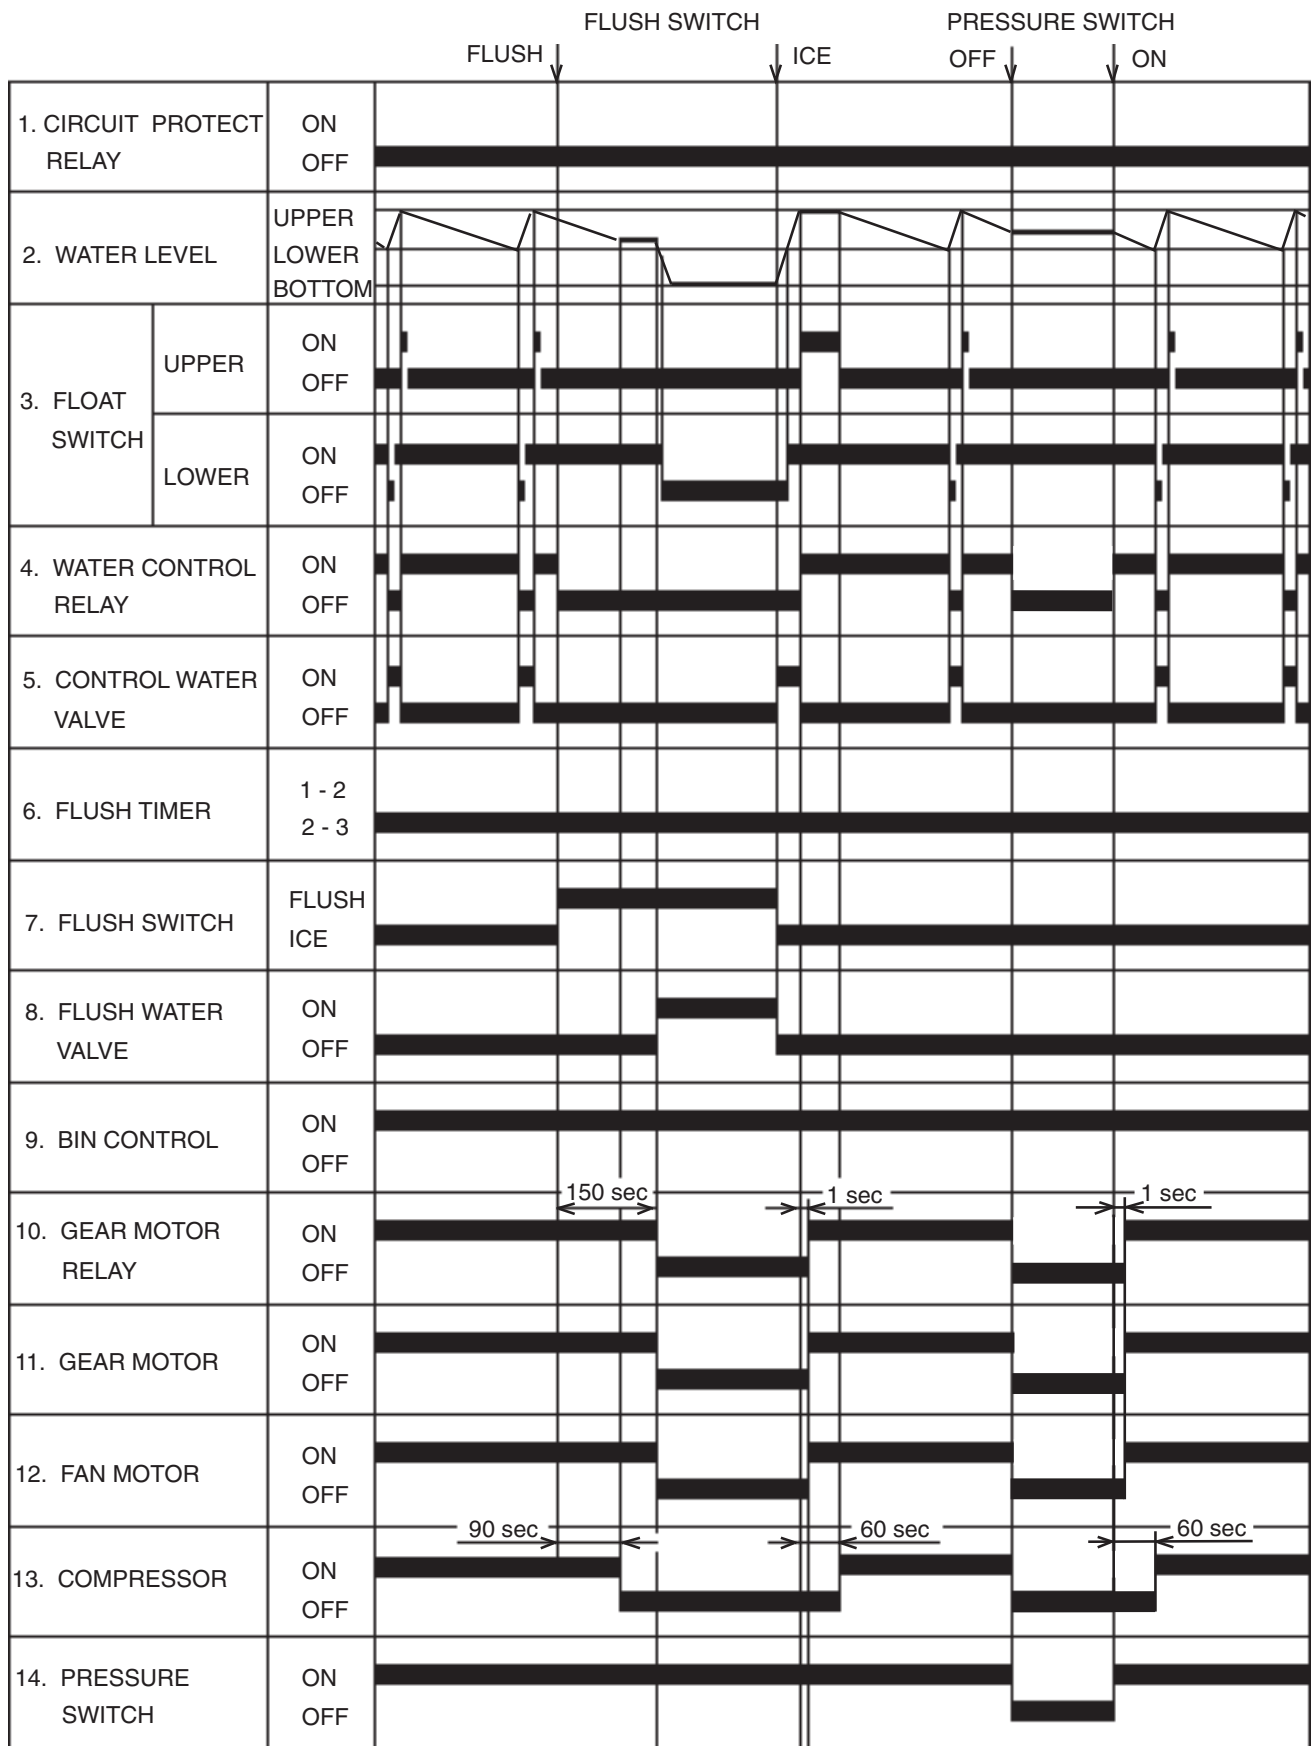 FLUSH SWITCH
PRESSURE SWITCH
FLUSH
ICE
OFF
ON
1. CIRCUIT PROTECT
RELAY
ON
OFF
2. WATER LEVEL
UPPER
LOWER
BOTTOM
3. FLOAT
SWITCH
UPPER
ON
OFF
LOWER
ON
OFF
4. WATER CONTROL
RELAY
ON
OFF
5. CONTROL WATER
VALVE
ON
OFF
6. FLUSH TIMER
1 - 2
2 - 3
7. FLUSH SWITCH
FLUSH
ICE
8. FLUSH WATER
VALVE
ON
OFF
9. BIN CONTROL
ON
OFF
150 sec
1 sec
1 sec
10. GEAR MOTOR
RELAY
ON
OFF
11. GEAR MOTOR
ON
OFF
12. FAN MOTOR
ON
OFF
90 sec
60 sec
60 sec
13. COMPRESSOR
ON
OFF
14. PRESSURE
SWITCH
ON
OFF